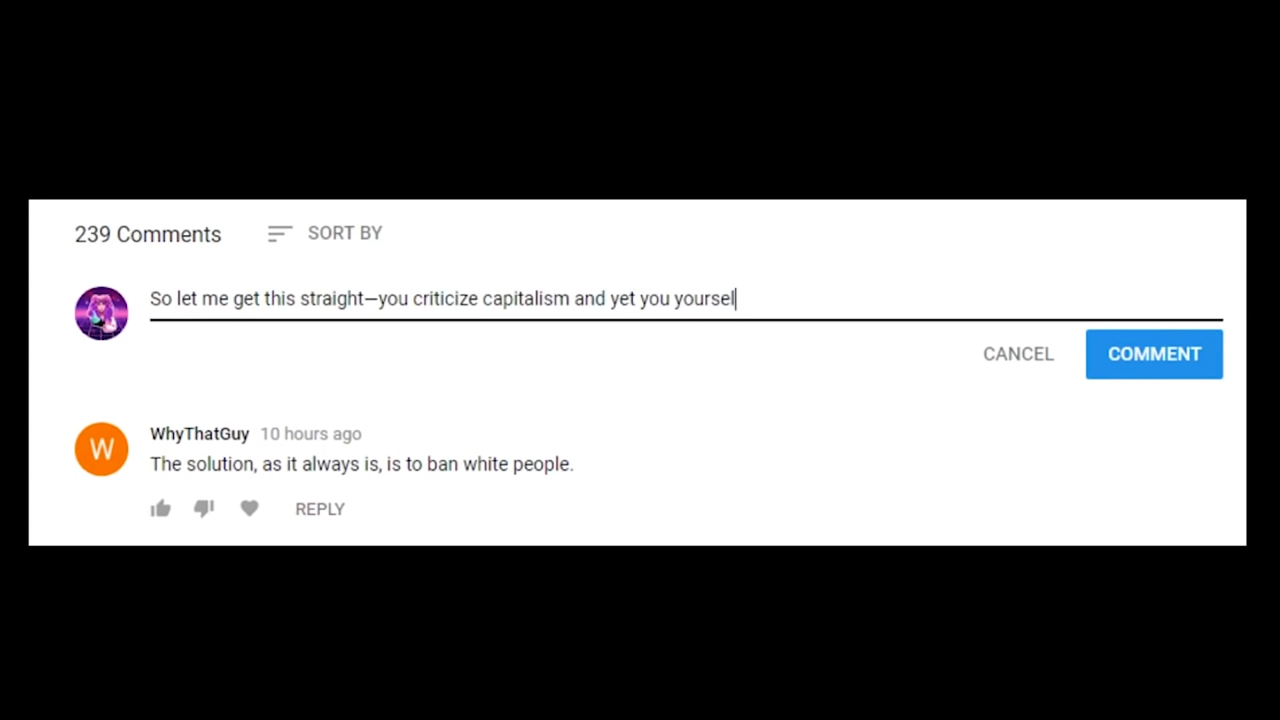 239 Comments SORT BY
So let me get this straight—you criticize capitalism and yet you yoursel
CANCEL COMMENT
W
WhyThatGuy 10 hours ago
The solution, as it always is, is to ban white people.
REPLY